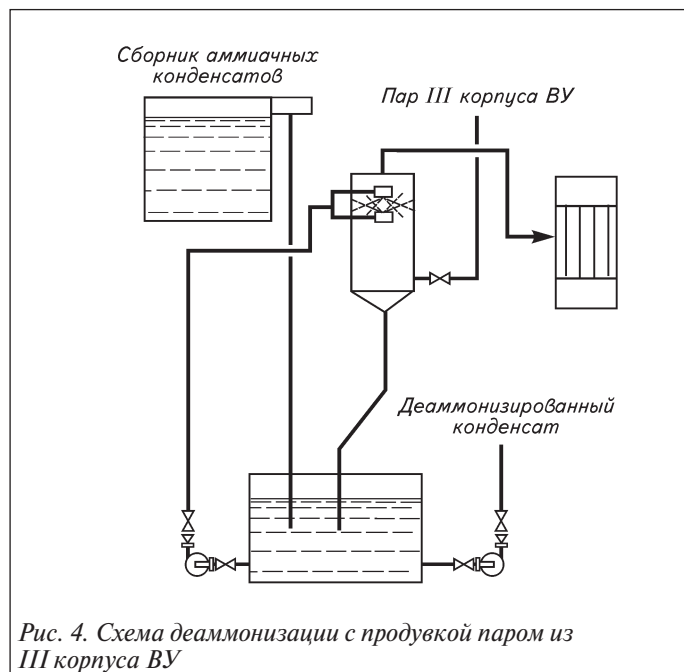 Сборник аммиачных
конденсатов
Пар III корпуса ВУ
Деаммонизированный
конденсат
Рис. 4. Схема деаммонизации с продувкой паром из
III корпуса ВУ